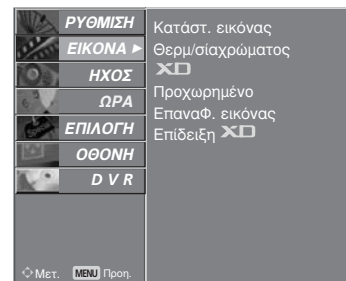 ΡΥΘΜΙΣΗ
ΕΙΚΟΝΑ ►
ΗΧΟΣ
ΩΡΑ
ΕΠΙΛΟΓΗ
ΟΘΟΝΗ
D V R
Μετ. MENU Προη.
Κατάστ. εικόνας
Θερμ/σίαχρώματος
XD
Προχωρημένο
ΕπαναΦ. εικόνας
Επίδειξη XD